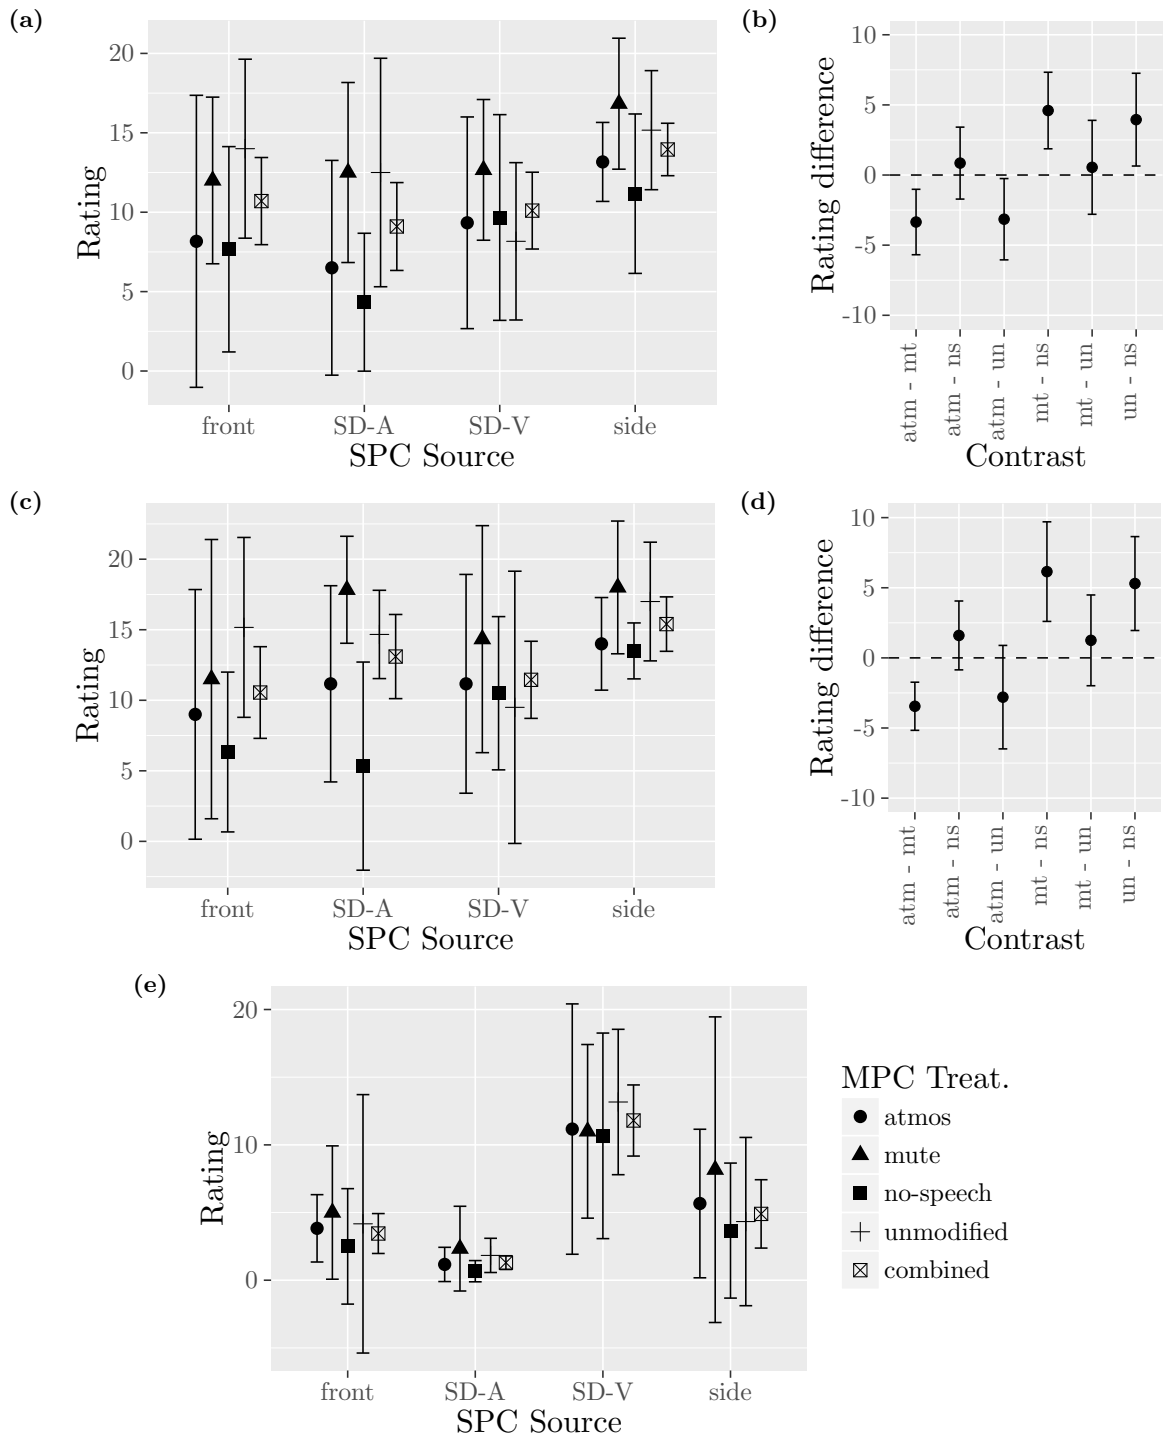 (a)
Rating
20
15
10
5
0
front SD-A SD-V side
SPC Source
(b)
Rating difference
10
5
0
-5
-10
atm - mt
atm - ns
atm - un
mt - ns
mt - un
un - ns
Contrast
(c)
Rating
20
15
10
5
0
front SD-A SD-V side
SPC Source
(d)
Rating difference
10
5
0
-5
-10
atm - mt
atm - ns
atm - un
mt - ns
mt - un
un - ns
Contrast
(e)
Rating
20
10
0
front SD-A SD-V side
SPC Source
MPC Treat.
atmos
mute
no-speech
unmodified
combined